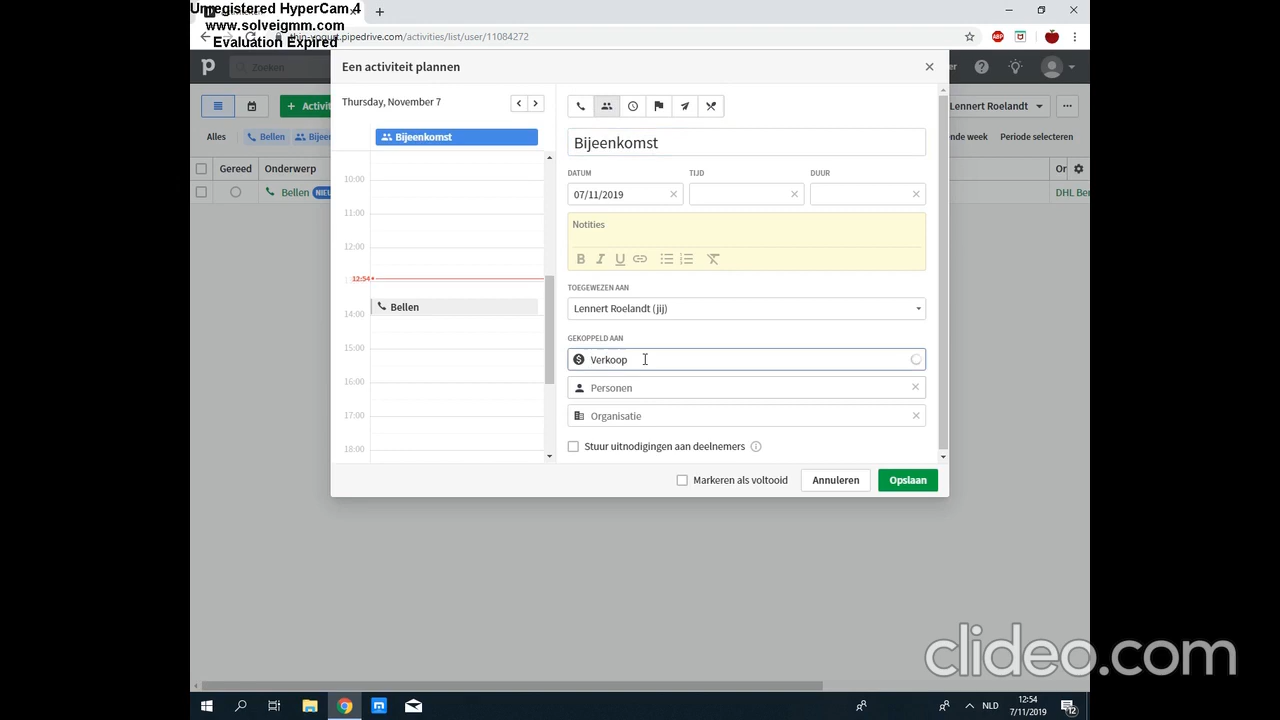 Unregistered HyperCam 4
www.solveigmm.com
Evaluation Expired
thin-yogurt.pipedrive.com/activities/list/user/11084272
Zoeken
Een activiteit plannen
Thursday, November 7
Lennert Roelandt
Alles
Bellen
Bijeenkomst
Periode selecteren
Bijeenkomst
Gereed
Onderwerp
Bellen
DHL
DATUM
TIJD
DUUR
07/11/2019
Notities
B I U
10:00
11:00
12:00
12:54
Bellen
14:00
15:00
16:00
17:00
18:00
TOEGEWEZEN AAN
Lennert Roelandt (jij)
GEKOPPELD AAN
Verkoop
Personen
Organisatie
Stuur uitnodigingen aan deelnemers
Markeren als voltooid
Annuleren
Opslaan
clideo.com
NLD
12:54
7/11/2019
12